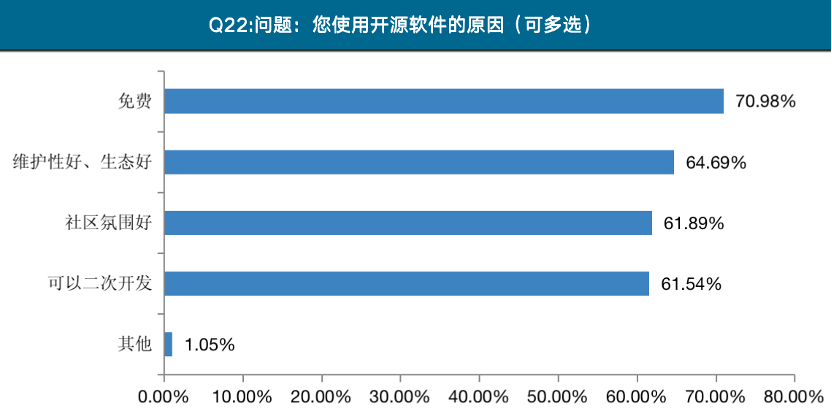 Q22:问题：您使用开源软件的原因（可多选）
免费 70.98%
维护性好、生态好 64.69%
社区氛围好 61.89%
可以二次开发 61.54%
其他 1.05%
0.00% 10.00% 20.00% 30.00% 40.00% 50.00% 60.00% 70.00% 80.00%